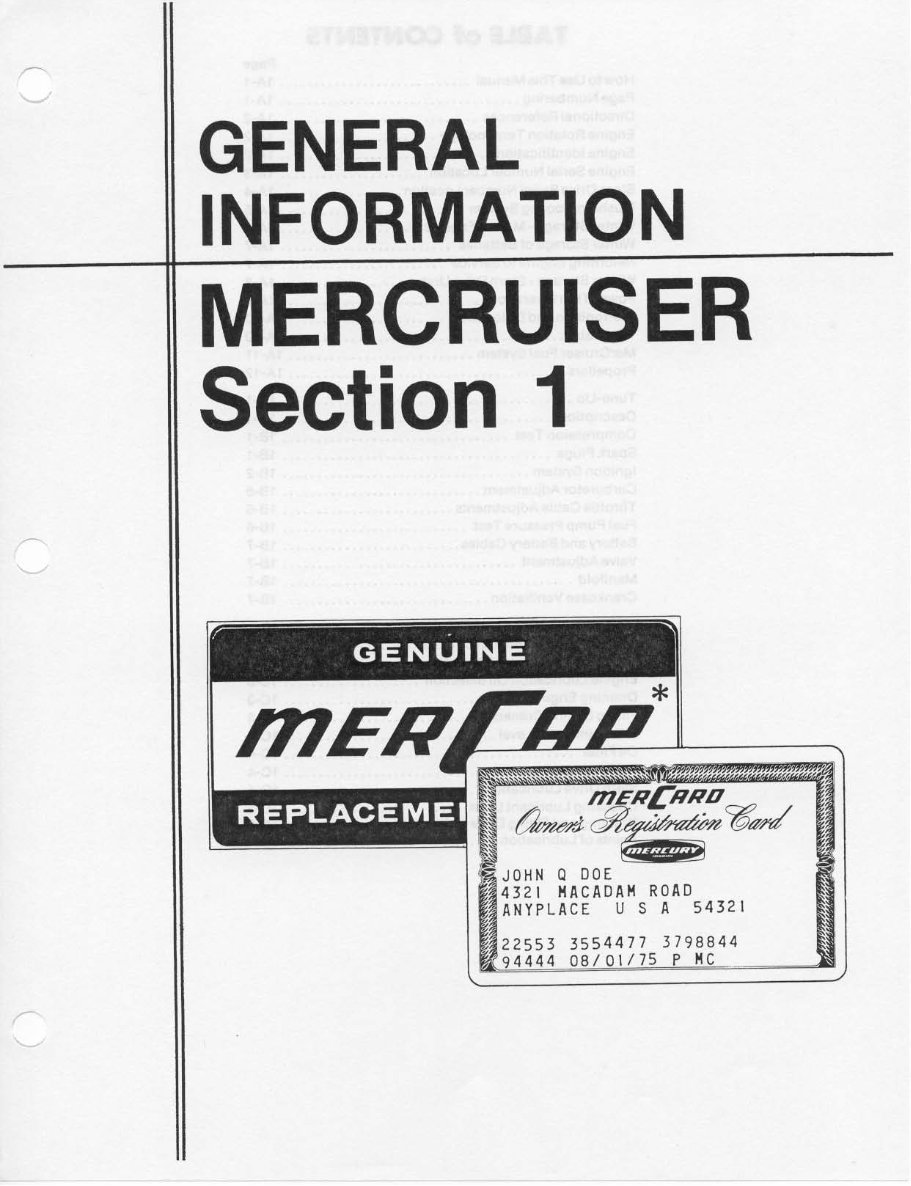 GENERAL
INFORMATION
MERCRUISER
Section 1
GENUINE
MERCAP*
REPLACEME
MERCARD
Owner's Registration Card
MERCURY
JOHN Q DOE
4321 MACADAM ROAD
ANYPLACE U S A 54321
22553 3554477 3798844
94444 08/01/75 P MC